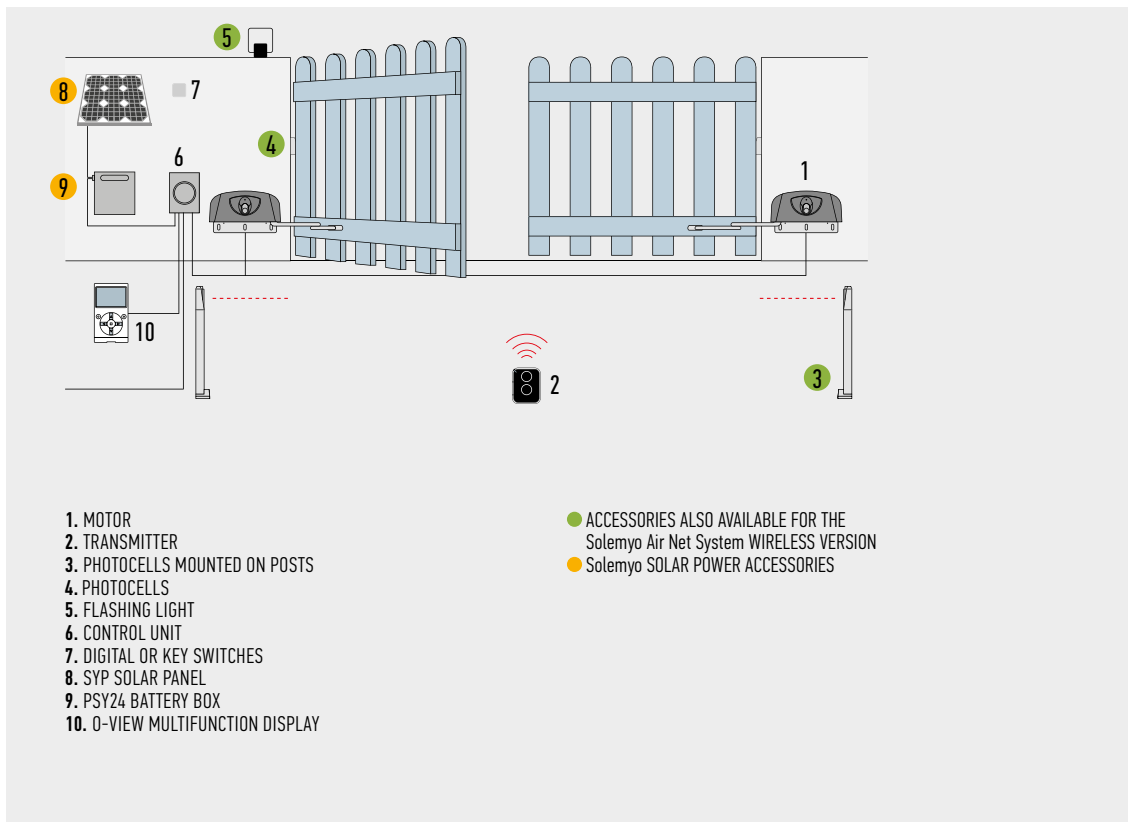 5
8
7
4
9
6
1
10
2
3
1. MOTOR
2. TRANSMITTER
3. PHOTOCELLS MOUNTED ON POSTS
4. PHOTOCELLS
5. FLASHING LIGHT
6. CONTROL UNIT
7. DIGITAL OR KEY SWITCHES
8. SYP SOLAR PANEL
9. PSY24 BATTERY BOX
10. O-VIEW MULTIFUNCTION DISPLAY
ACCESSORIES ALSO AVAILABLE FOR THE
Solemyo Air Net System WIRELESS VERSION
Solemyo SOLAR POWER ACCESSORIES